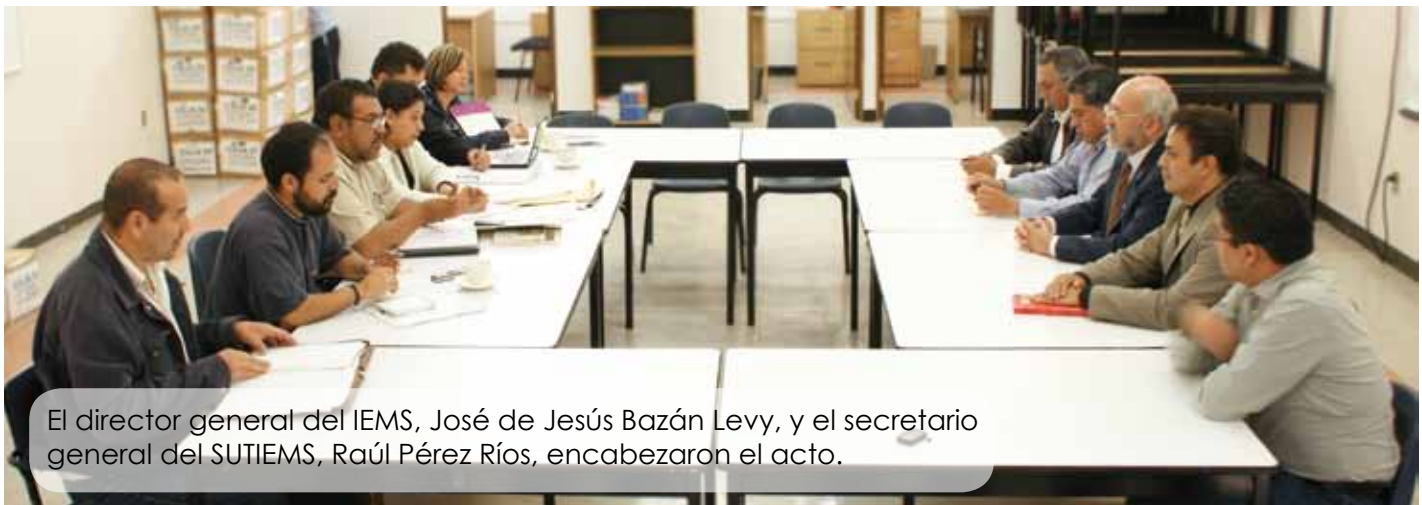 El director general del IEMS, José de Jesús Bazán Levy, y el secretario
general del SUTIEMS, Raúl Pérez Ríos, encabezaron el acto.